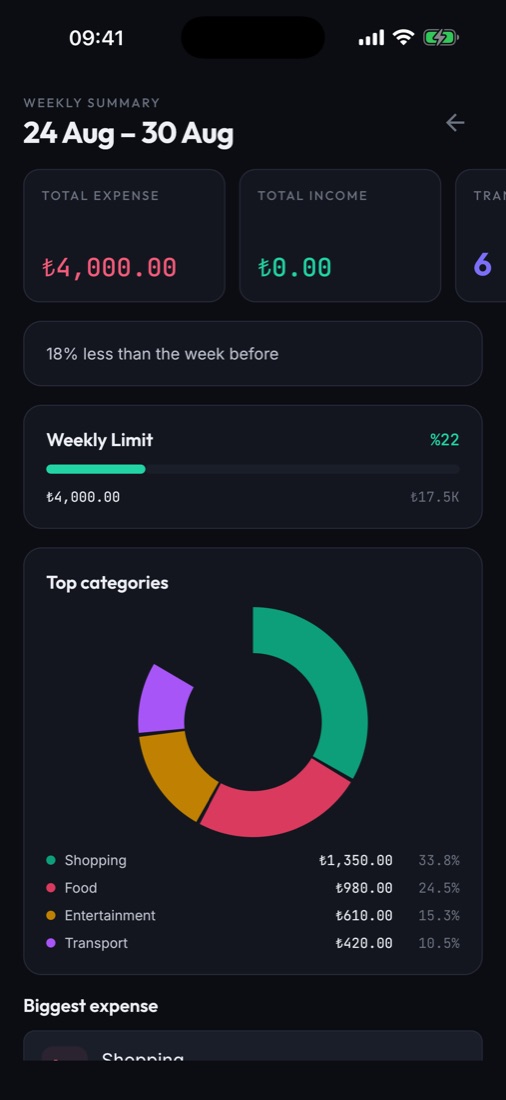 09:41
WEEKLY SUMMARY
24 Aug – 30 Aug
TOTAL EXPENSE
₺4,000.00
TOTAL INCOME
₺0.00
TRAN
6
18% less than the week before
Weekly Limit %22
₺4,000.00 ₺17.5K
Top categories
Shopping ₺1,350.00 33.8%
Food ₺980.00 24.5%
Entertainment ₺610.00 15.3%
Transport ₺420.00 10.5%
Biggest expense
Shopping